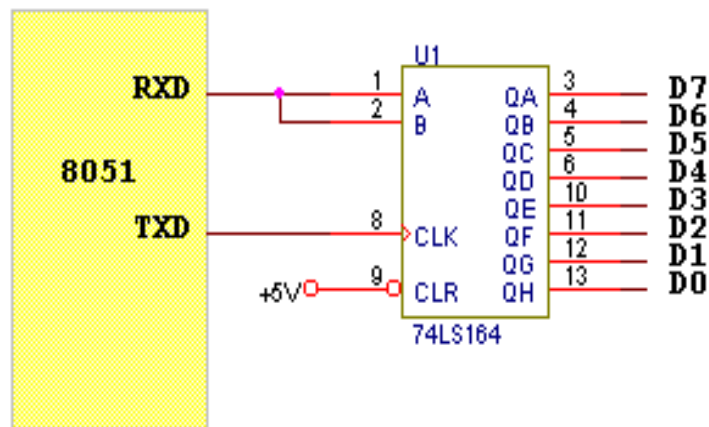 U1
RXD 1 A QA 3 D7
2 B QB 4 D6
QC 5 D5
8051 QD 6 D4
QE 10 D3
TXD 8 CLK QF 11 D2
QG 12 D1
+5V 9 CLR QH 13 D0
74LS164